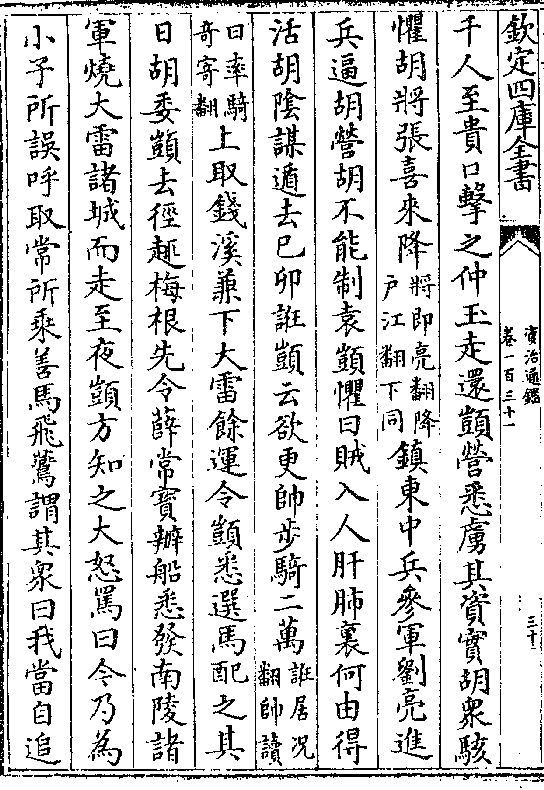 欽定四庫全書
資治通鑑
卷一百三十一
三十
千人至貴口擊之仲玉走還顗營悉虜其資實胡衆駭
懼胡將張喜來降將即亮翻降
户江翻下同鎮東中兵參軍劉亮進
兵逼胡營胡不能制袁顗懼曰賊入人肝肺裏何由得
活胡隂謀遁去巳卯誑顗云欲更帥步騎二萬誑居況
翻帥讀
曰率騎
奇寄翻上取錢溪兼下大雷餘運令顗悉選馬配之其
日胡委顗去徑趣梅根先令薛常寳辦船悉發南陵諸
軍燒大雷諸城而走至夜顗方知之大怒罵曰今乃為
小子所誤呼取常所乘善馬飛鷰謂其衆曰我當自追